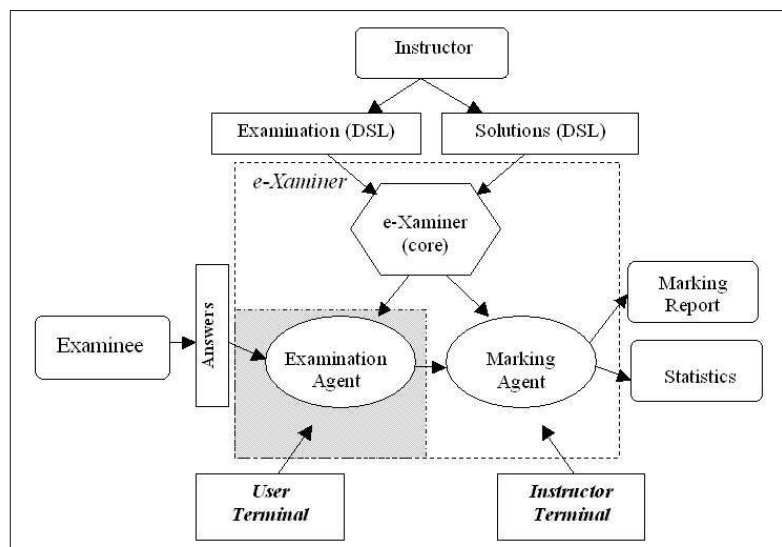 Instructor
Examination (DSL)
Solutions (DSL)
e-Xaminer
e-Xaminer
(core)
Marking
Report
Answers
Examinee
Examination
Agent
Marking
Agent
Statistics
User
Terminal
Instructor
Terminal